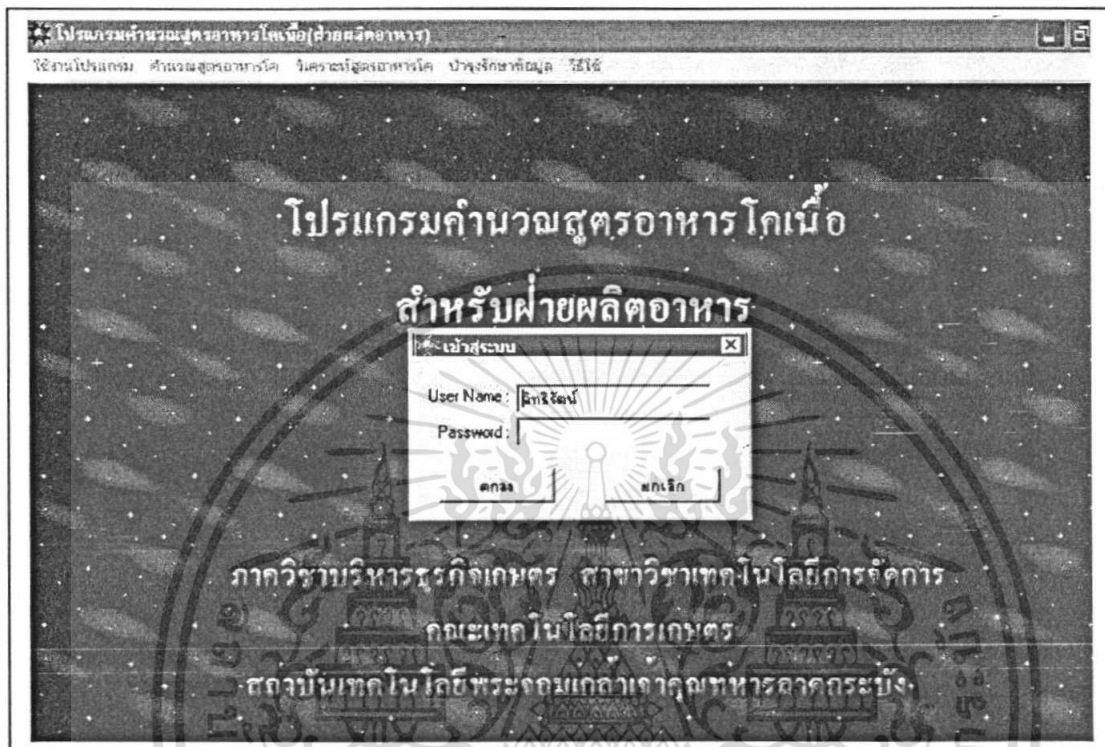 โปรแกรมคำนวณสูตรอาหารโคเนื้อ(ฝ่ายผลิตอาหาร)
ใช้งานโปรแกรม คำนวณสูตรอาหารโค วิเคราะห์สูตรอาหารโค บำรุงรักษาข้อมูล วิธีใช้
โปรแกรมคำนวณสูตรอาหารโคเนื้อ
สำหรับฝ่ายผลิตอาหาร
เข้าสู่ระบบ
User Name :
Password :
ตกลง ยกเลิก
ภาควิชาบริหารธุรกิจเกษตร สาขาวิชาเทคโนโลยีการจัดการ
คณะเทคโนโลยีการเกษตร
สถาบันเทคโนโลยีพระจอมเกล้าเจ้าคุณทหารลาดกระบัง